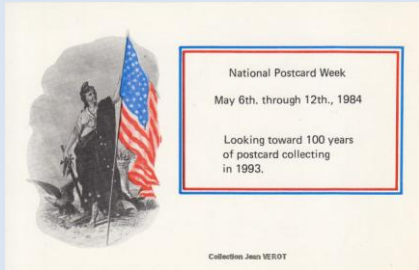 National Postcard Week
May 6th. through 12th., 1984
Looking toward 100 years
of postcard collecting
in 1993.
Collection Jean VEROT